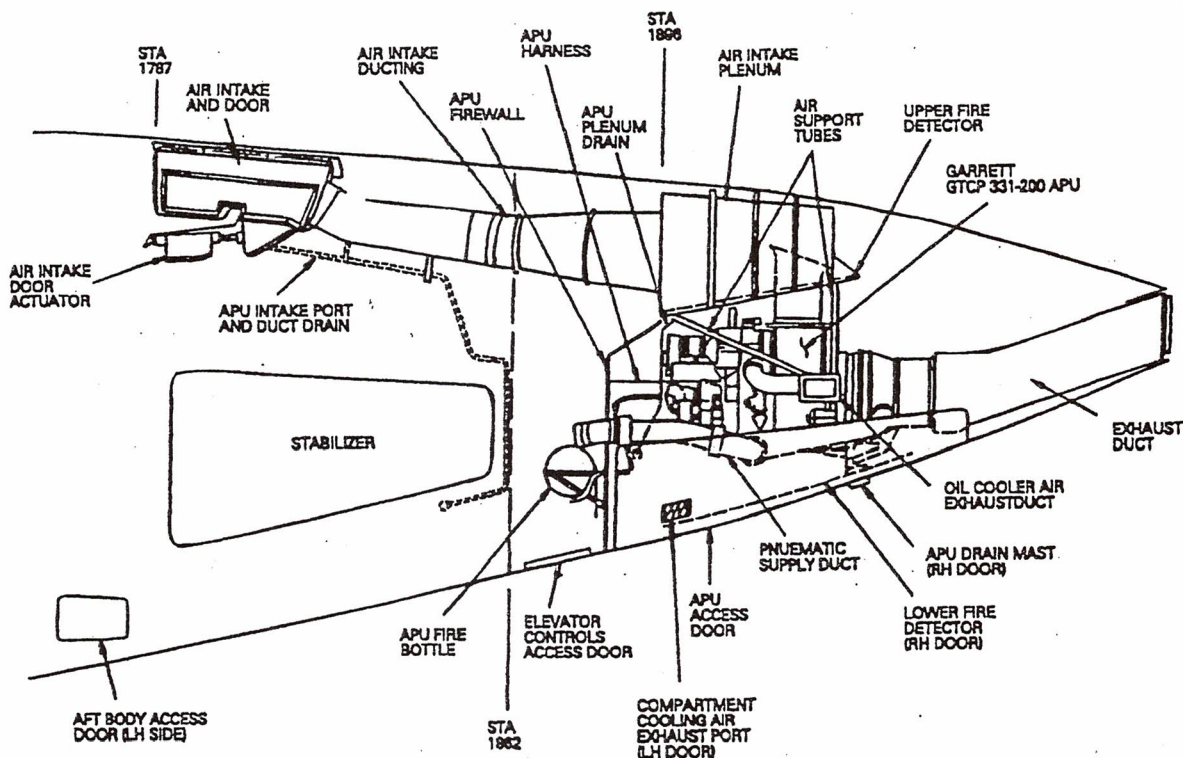 STA
1787
AIR INTAKE
AND DOOR
AIR INTAKE
DUCTING
APU
FIREWALL
APU
HARNESS
APU
PLENUM
DRAIN
STA
1896
AIR INTAKE
PLENUM
AIR
SUPPORT
TUBES
UPPER FIRE
DETECTOR
GARRETT
GTCP 331-200 APU
AIR INTAKE
DOOR
ACTUATOR
APU INTAKE PORT
AND DUCT DRAIN
STABILIZER
EXHAUST
DUCT
OIL COOLER AIR
EXHAUSTDUCT
APU DRAIN MAST
(RH DOOR)
LOWER FIRE
DETECTOR
(RH DOOR)
PNUEMATIC
SUPPLY DUCT
APU
ACCESS
DOOR
COMPARTMENT
COOLING AIR
EXHAUST PORT
(LH DOOR)
ELEVATOR
CONTROLS
ACCESS DOOR
APU FIRE
BOTTLE
STA
1862
AFT BODY ACCESS
DOOR (LH SIDE)